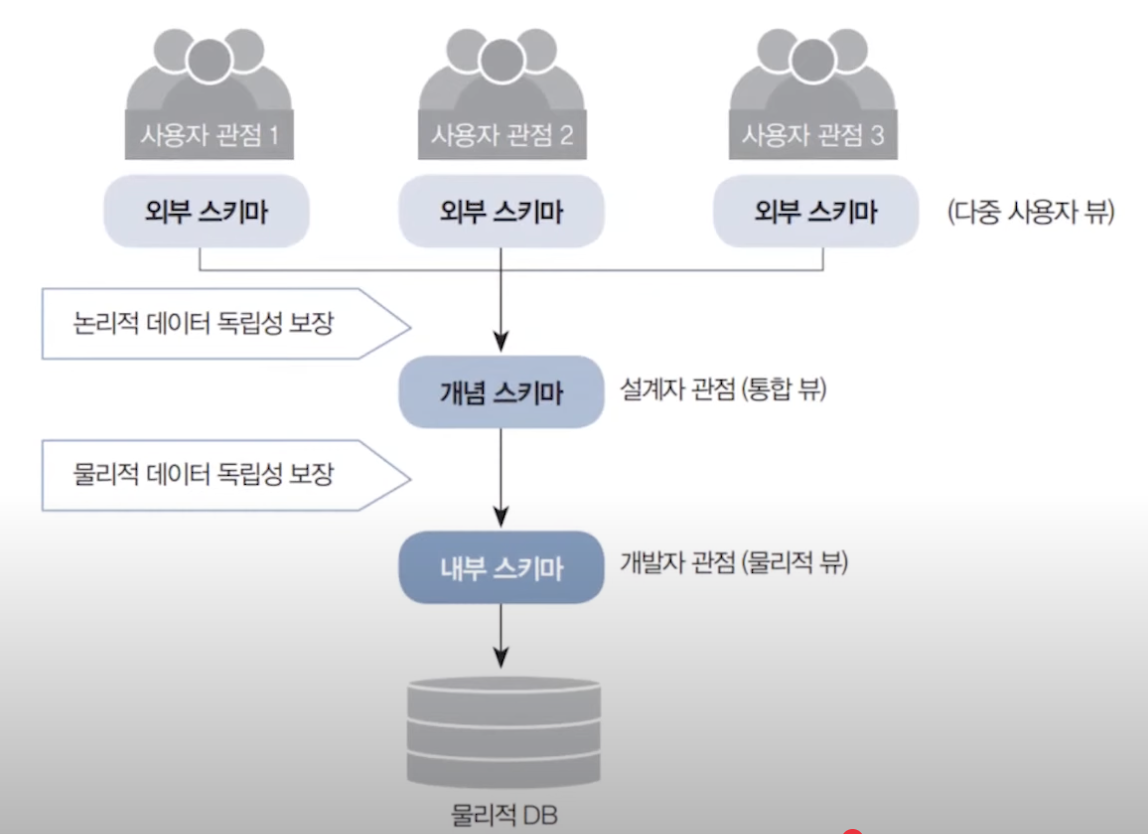 사용자 관점 1
사용자 관점 2
사용자 관점 3
외부 스키마
외부 스키마
외부 스키마
(다중 사용자 뷰)
논리적 데이터 독립성 보장
개념 스키마
설계자 관점 (통합 뷰)
물리적 데이터 독립성 보장
내부 스키마
개발자 관점 (물리적 뷰)
물리적 DB